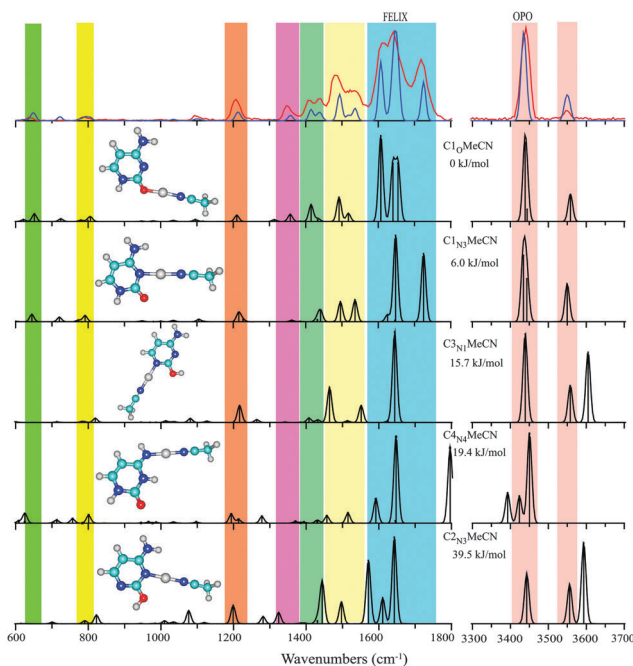 FELIX OPO
C1OMeCN
0 kJ/mol
C1N3MeCN
6.0 kJ/mol
C3N1MeCN
15.7 kJ/mol
C4N4MeCN
19.4 kJ/mol
C2N3MeCN
39.5 kJ/mol
600 800 1000 1200 1400 1600 1800 3300 3400 3500 3600 3700
Wavenumbers (cm⁻¹)